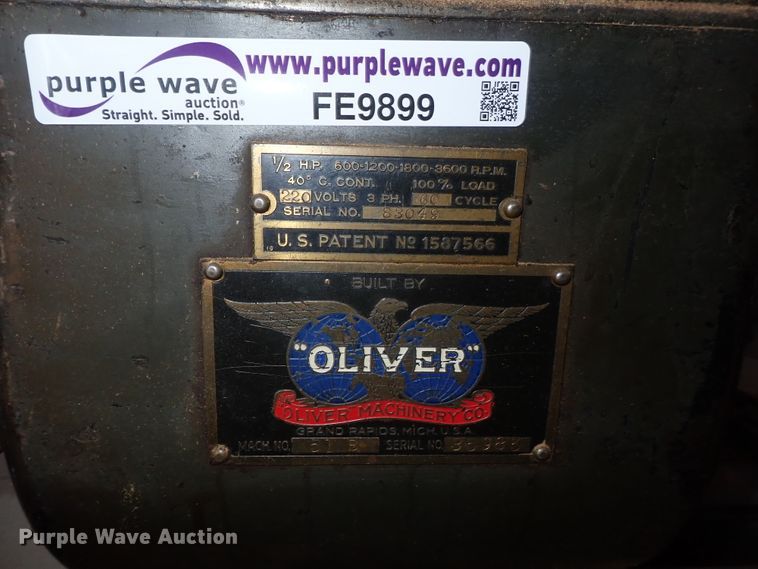 purple wave
auction®
Straight. Simple. Sold.
www.purplewave.com
FE9899
1/2 H.P. 600-1200-1800-3600 R.P.M.
40° C. CONT. 100% LOAD
220 VOLTS 3 PH. 60 CYCLE
SERIAL NO. 83049
U.S. PATENT Nº 1587566
BUILT BY
"OLIVER"
OLIVER MACHINERY CO.
GRAND RAPIDS, MICH. U.S.A.
MACH. NO. SERIAL NO.
Purple Wave Auction